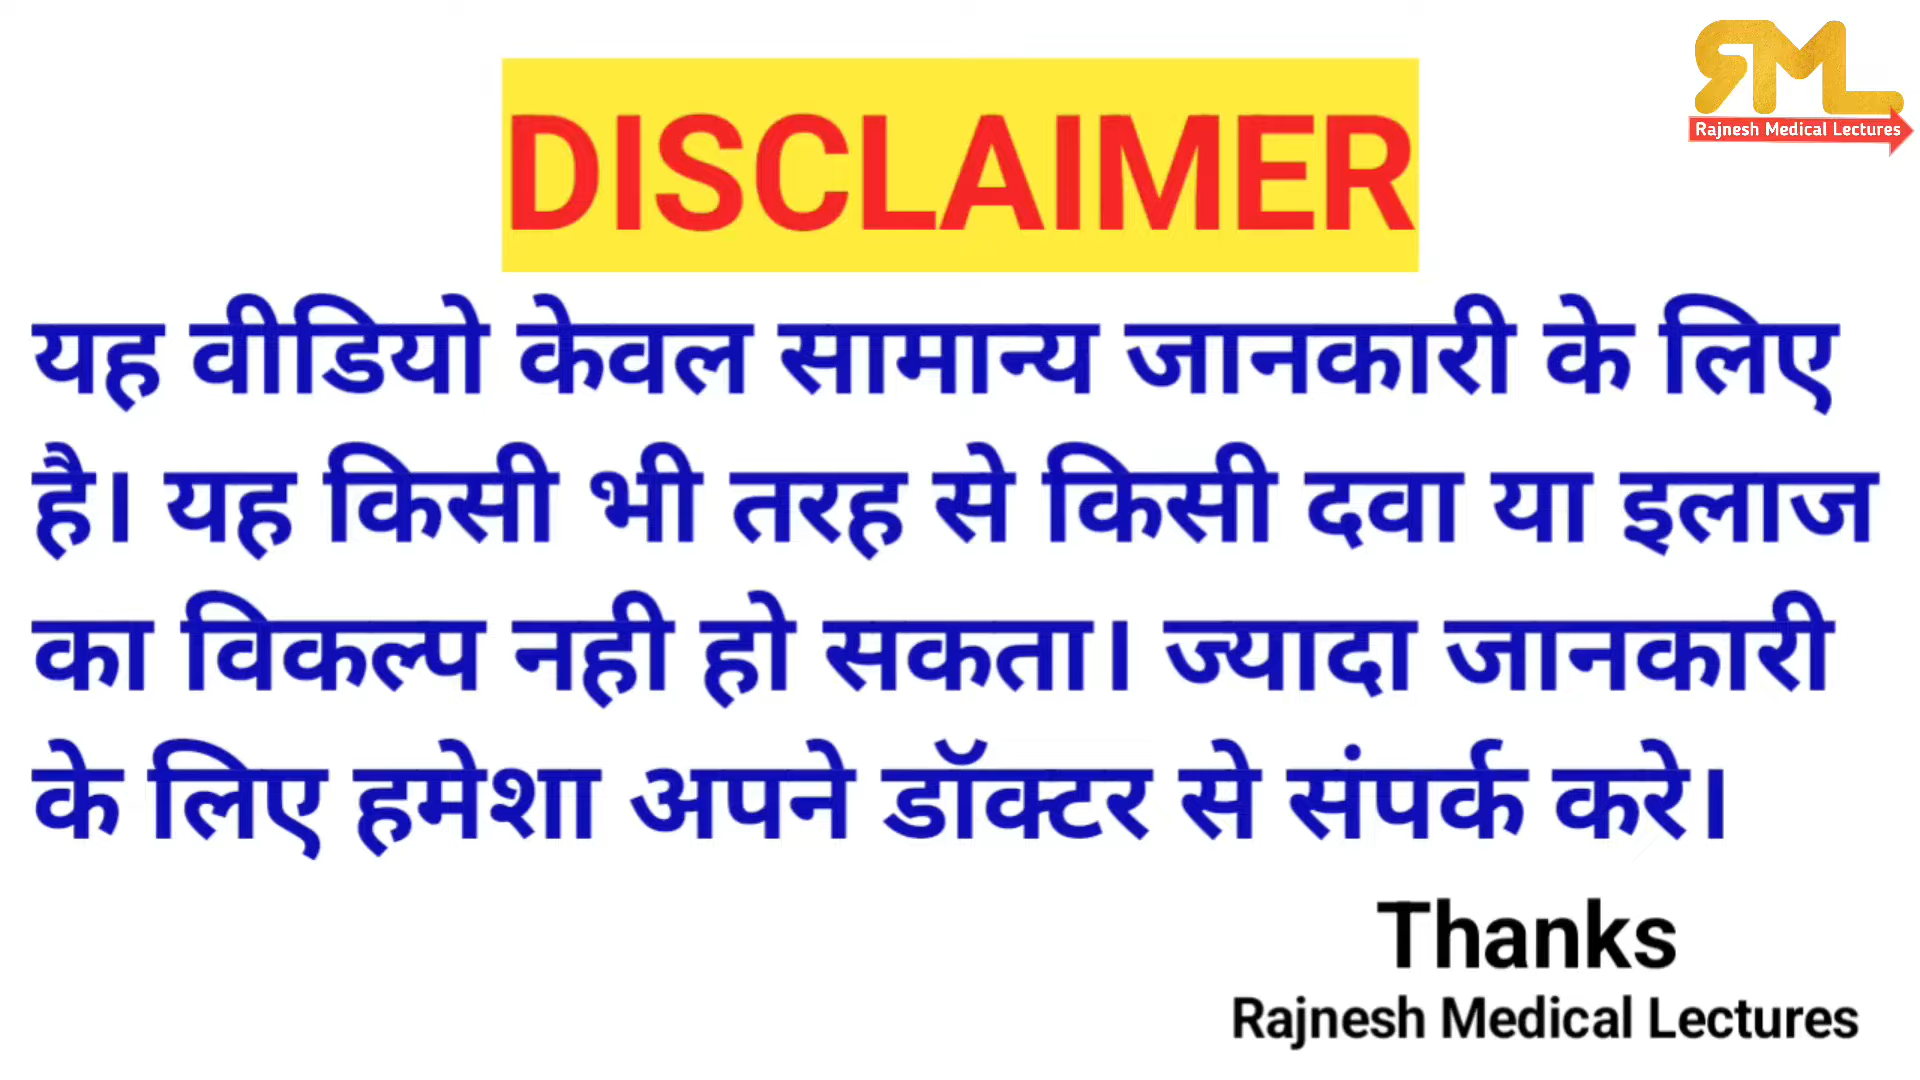 RML
Rajnesh Medical Lectures
DISCLAIMER
यह वीडियो केवल सामान्य जानकारी के लिए
है। यह किसी भी तरह से किसी दवा या इलाज
का विकल्प नही हो सकता। ज्यादा जानकारी
के लिए हमेशा अपने डॉक्टर से संपर्क करे।
Thanks
Rajnesh Medical Lectures